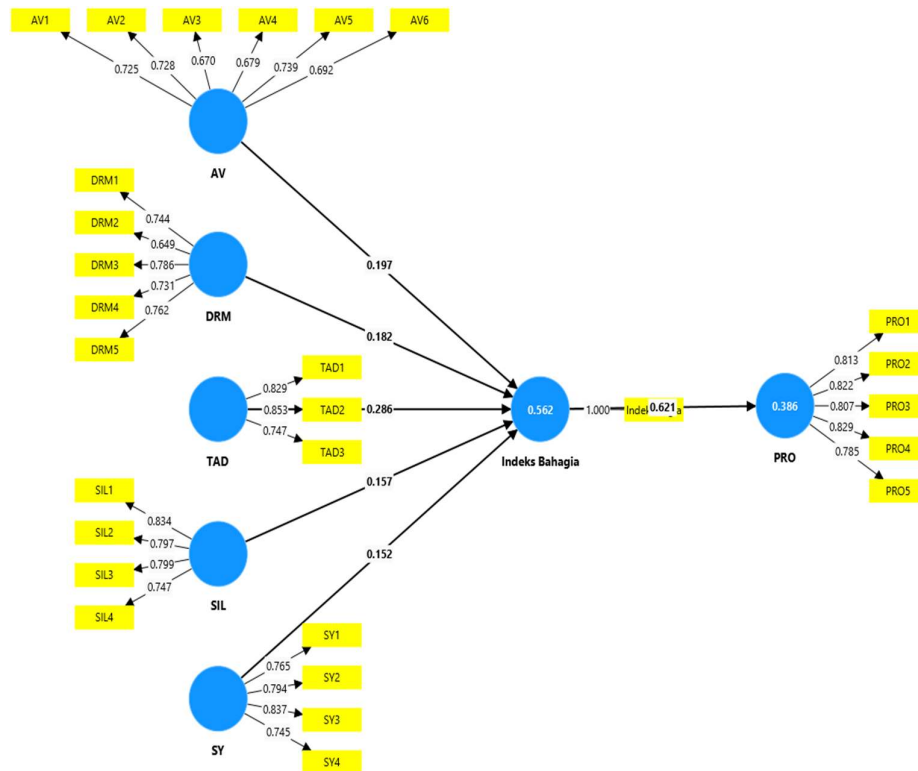 AV1 AV2 AV3 AV4 AV5 AV6
0.725 0.728 0.670 0.679 0.739 0.692
AV
DRM1
DRM2
DRM3
DRM4
DRM5
0.744
0.649
0.786
0.731
0.762
DRM
0.197
0.182
TAD1
TAD2
TAD3
0.829
0.853
0.747
0.286
TAD
0.562
Indeks Bahagia
1.000
0.621
0.386
PRO
PRO1
PRO2
PRO3
PRO4
PRO5
0.813
0.822
0.807
0.829
0.785
0.157
SIL1
SIL2
SIL3
SIL4
0.834
0.797
0.799
0.747
SIL
0.152
SY1
SY2
SY3
SY4
0.765
0.794
0.837
0.745
SY